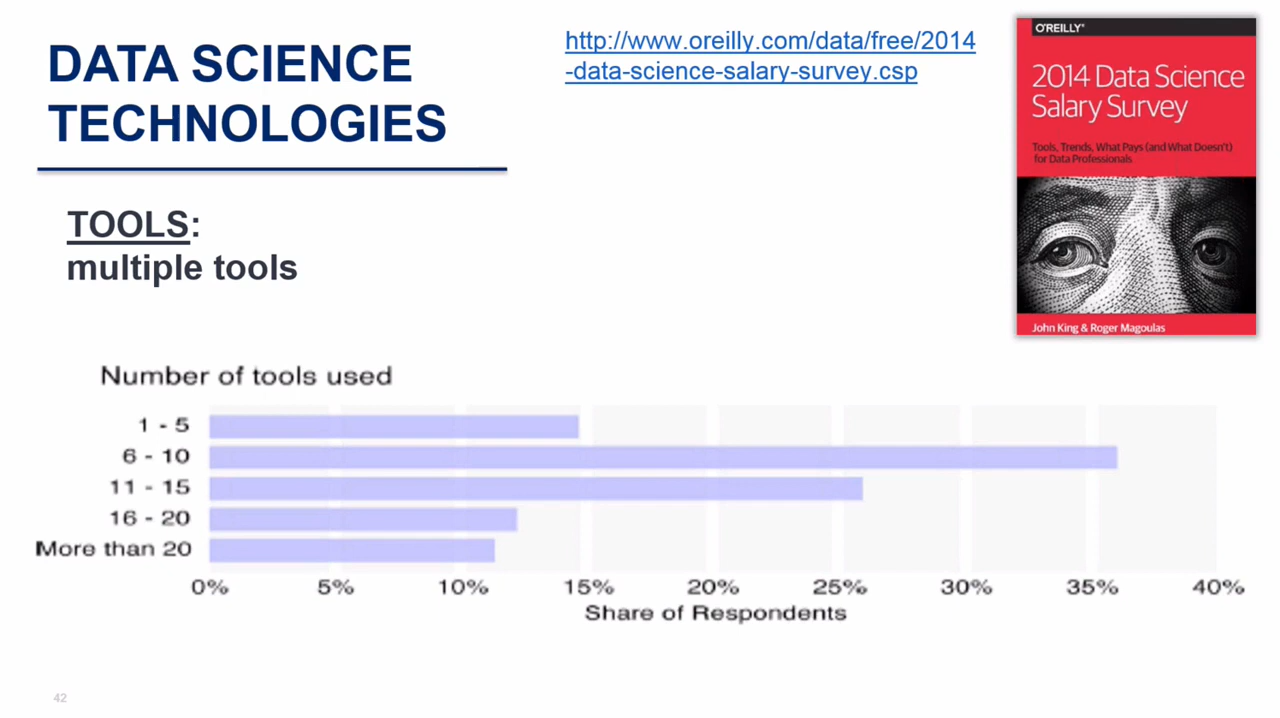 DATA SCIENCE
TECHNOLOGIES
http://www.oreilly.com/data/free/2014
-data-science-salary-survey.csp
O'REILLY®
2014 Data Science
Salary Survey
Tools, Trends, What Pays (and What Doesn't)
for Data Professionals
John King & Roger Magoulas
TOOLS:
multiple tools
Number of tools used
1 - 5
6 - 10
11 - 15
16 - 20
More than 20
0% 5% 10% 15% 20% 25% 30% 35% 40%
Share of Respondents
42